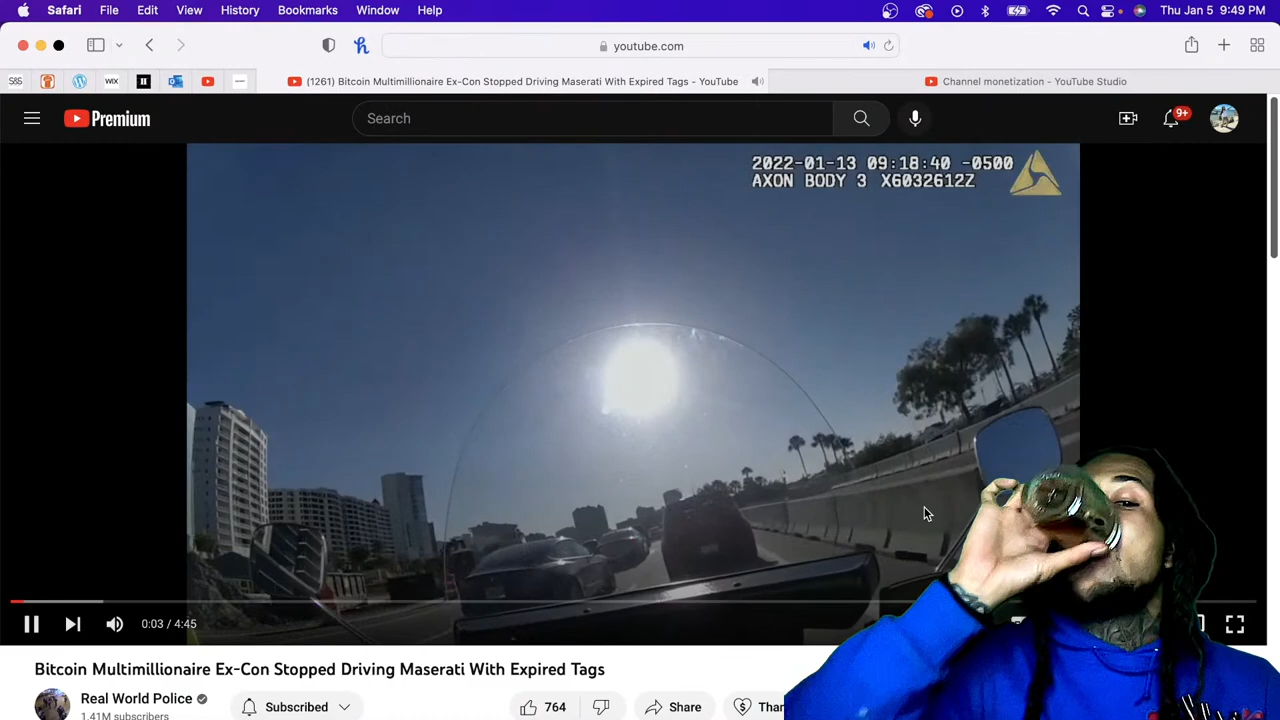 Safari File Edit View History Bookmarks Window Help Thu Jan 5 9:49 PM
youtube.com
S&S WIX (1261) Bitcoin Multimillionaire Ex-Con Stopped Driving Maserati With Expired Tags - YouTube Channel monetization - YouTube Studio
Premium Search 9+
2022-01-13 09:18:40 -0500
AXON BODY 3 X6032612Z
0:03 / 4:45
Bitcoin Multimillionaire Ex-Con Stopped Driving Maserati With Expired Tags
Real World Police Subscribed 764 Share Than
1.41M subscribers